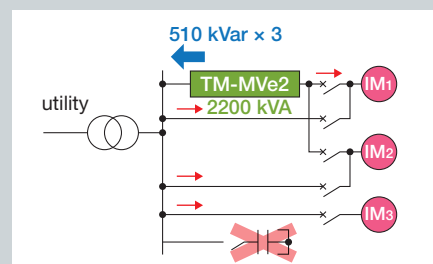 510 kVar × 3
TM-MVe2
IM1
utility
2200 kVA
IM2
IM3